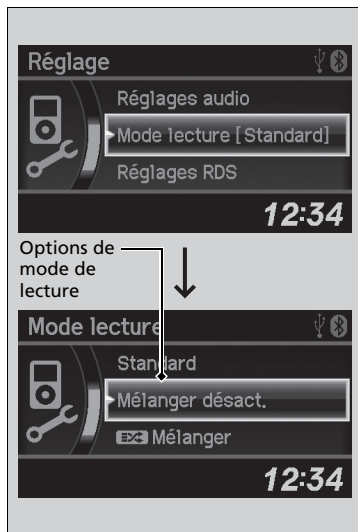 Réglage
Réglages audio
Mode lecture [Standard]
Réglages RDS
12:34
Options de
mode de
lecture
Mode lecture
Standard
Mélanger désact.
Mélanger
12:34